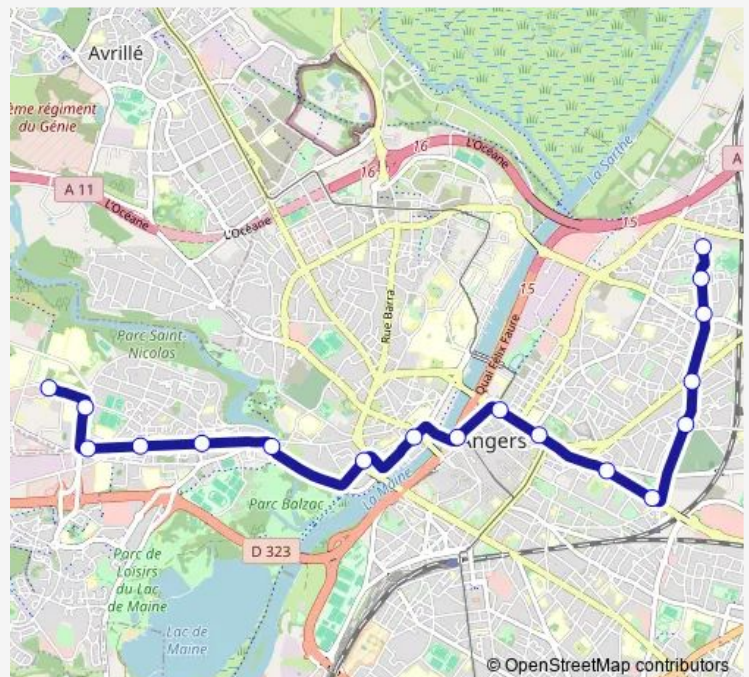 Avrillé
ème régiment
du Génie
A 11
L'Océane
L'Océane
16
16
L'Océane
La Sarthe
A
15
15
Rue Barra
Quai Félix Faure
Parc Saint-
Nicolas
Angers
La Maine
Parc Balzac
D 323
Parc de
Loisirs
du Lac
de Maine
Lac de
Maine
© OpenStreetMap contributors